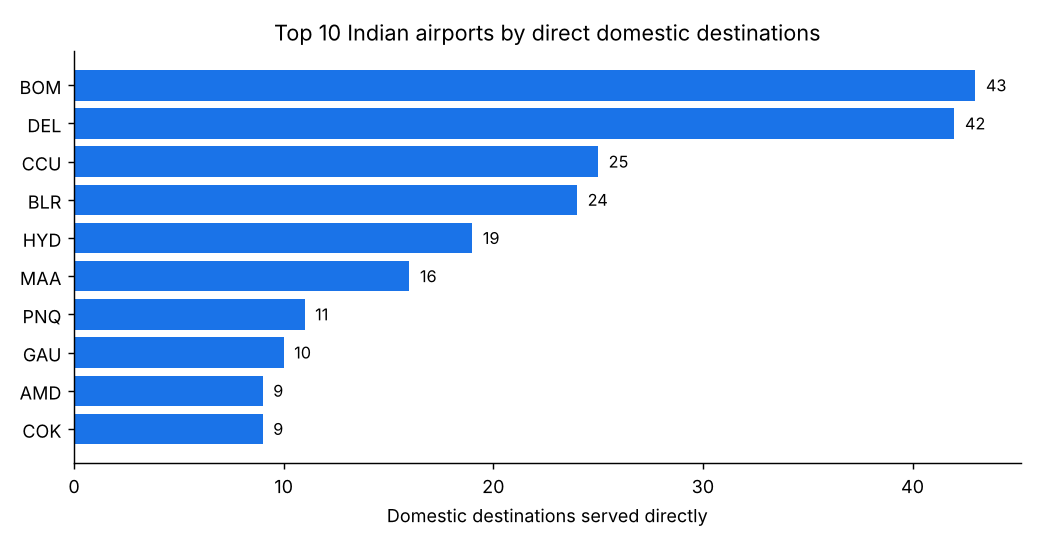 Top 10 Indian airports by direct domestic destinations
BOM 43
DEL 42
CCU 25
BLR 24
HYD 19
MAA 16
PNQ 11
GAU 10
AMD 9
COK 9
0 10 20 30 40
Domestic destinations served directly